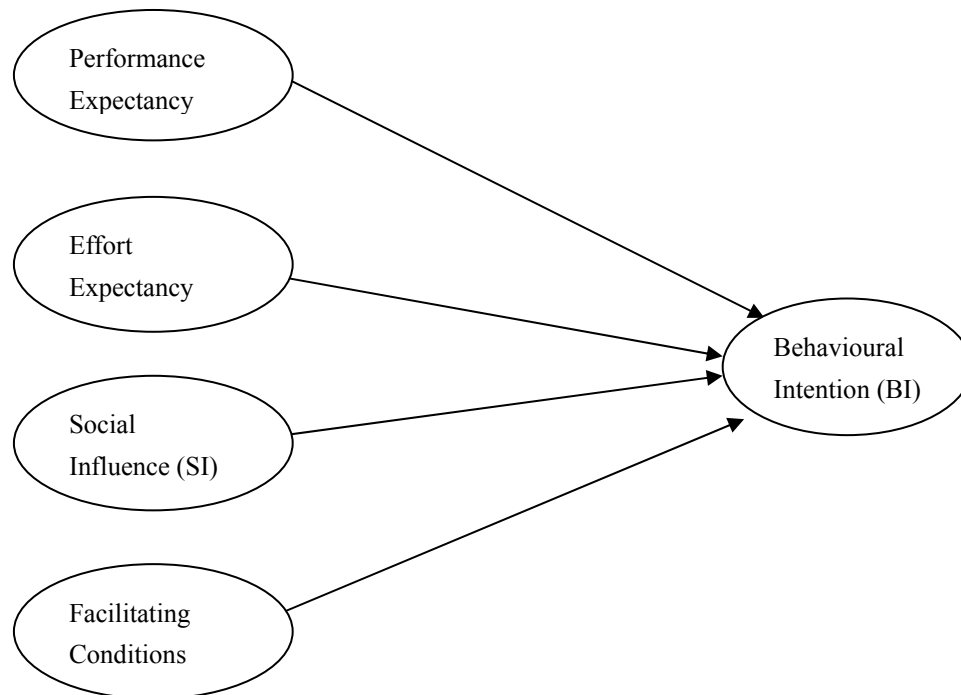 Performance
Expectancy
Effort
Expectancy
Behavioural
Intention (BI)
Social
Influence (SI)
Facilitating
Conditions